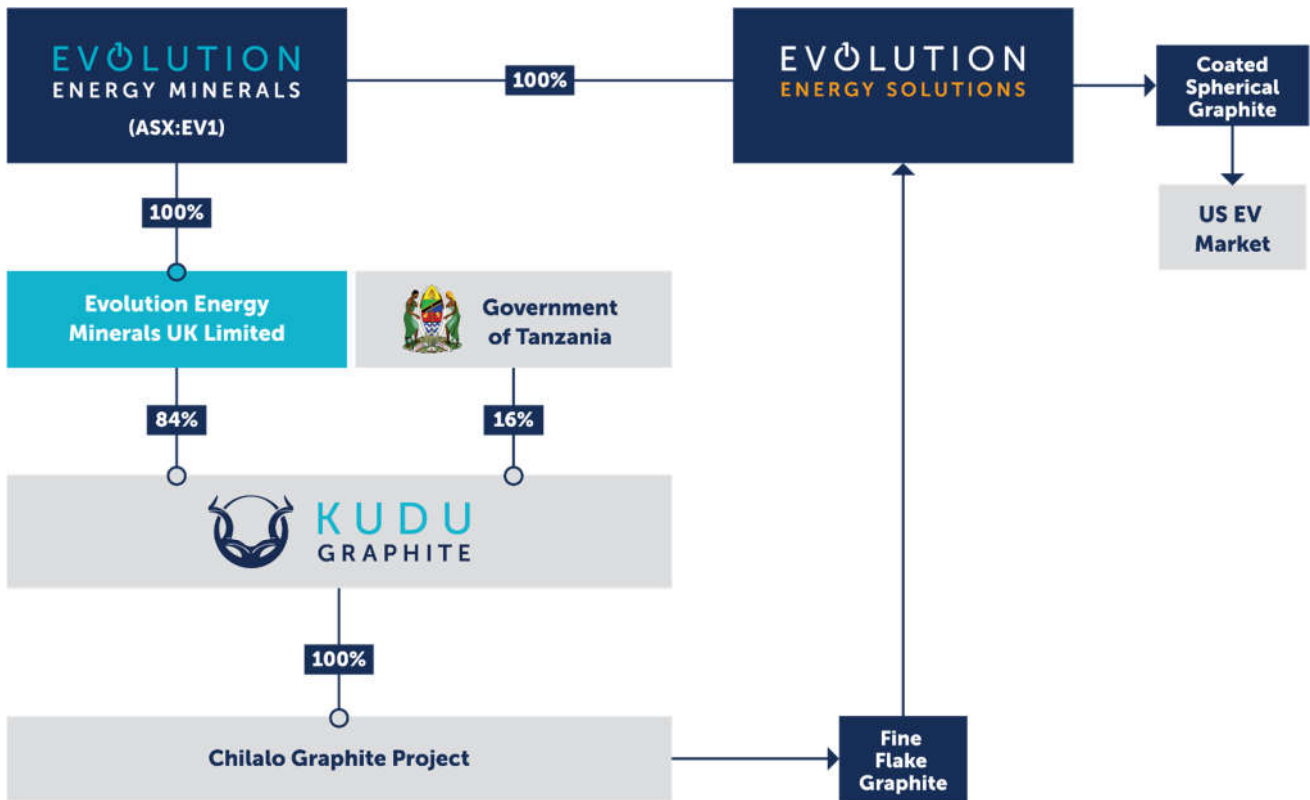 EVOLUTION
ENERGY MINERALS
(ASX:EV1)
100%
EVOLUTION
ENERGY SOLUTIONS
Coated
Spherical
Graphite
US EV
Market
100%
Evolution Energy
Minerals UK Limited
Government
of Tanzania
84%
16%
KUDU
GRAPHITE
100%
Chilalo Graphite Project
Fine
Flake
Graphite